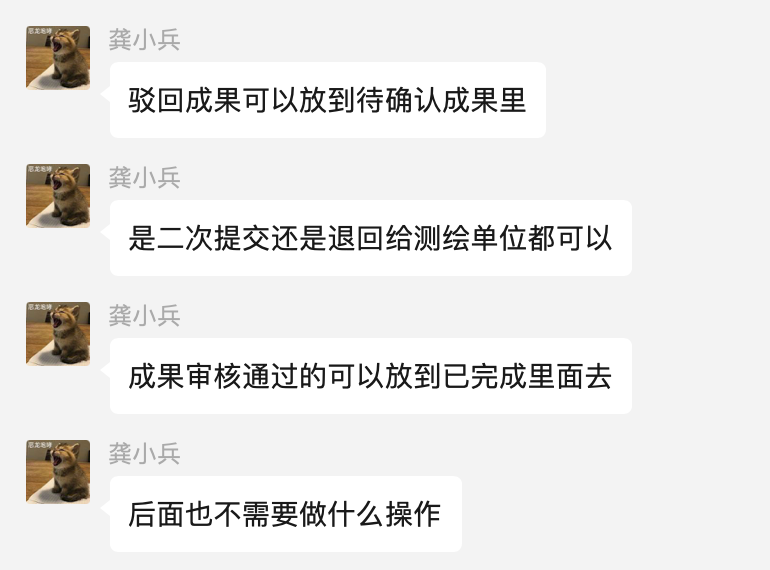 龚小兵
驳回成果可以放到待确认成果里
龚小兵
是二次提交还是退回给测绘单位都可以
龚小兵
成果审核通过的可以放到已完成里面去
龚小兵
后面也不需要做什么操作